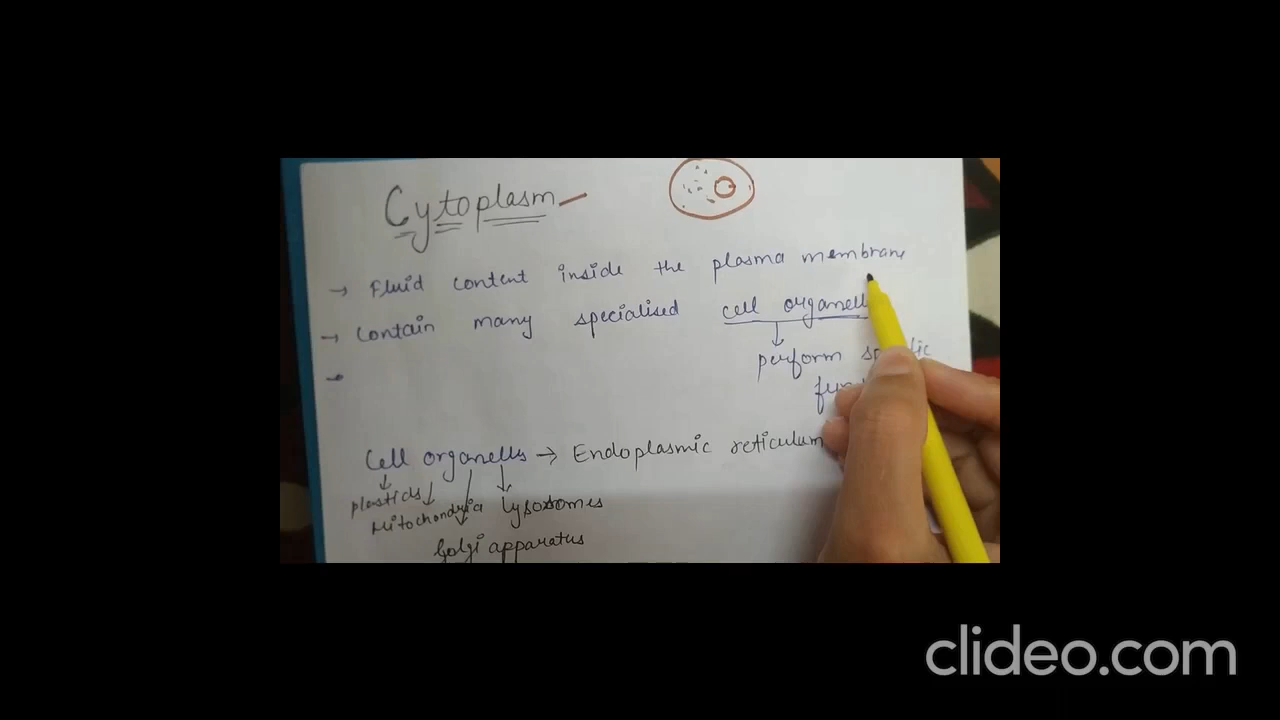 Cytoplasm
→ Fluid content inside the plasma membrane
→ Contain many specialised cell organell
perform
Cell organells → Endoplasmic reticulum
plastids
Mitochondria
lysosomes
Golgi apparatus
clideo.com